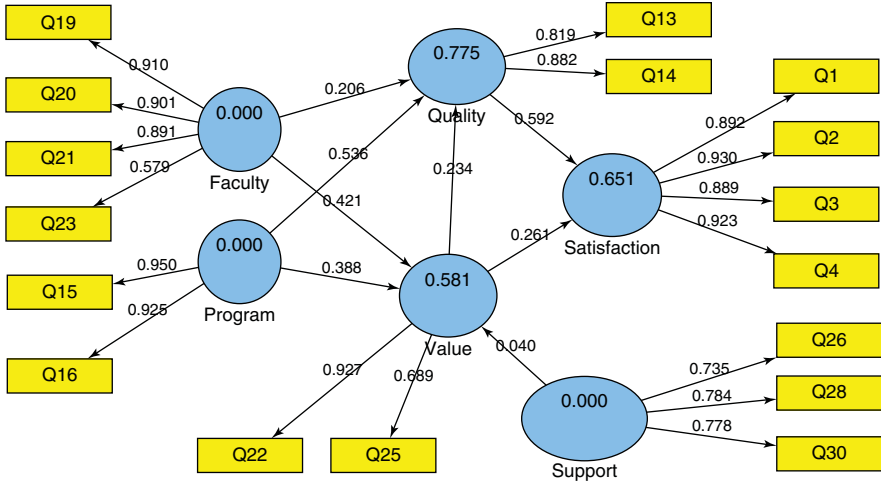 Q19
0.910
Q20
0.901
Q21
0.891
Q23
0.579
0.000
Faculty
0.206
0.421
0.775
Quality
0.819
Q13
0.882
Q14
0.592
0.536
0.234
0.000
Program
0.388
0.950
Q15
0.925
Q16
0.651
Satisfaction
0.892
Q1
0.930
Q2
0.889
Q3
0.923
Q4
0.261
0.581
Value
0.927
Q22
0.689
Q25
0.040
0.000
Support
0.735
Q26
0.784
Q28
0.778
Q30